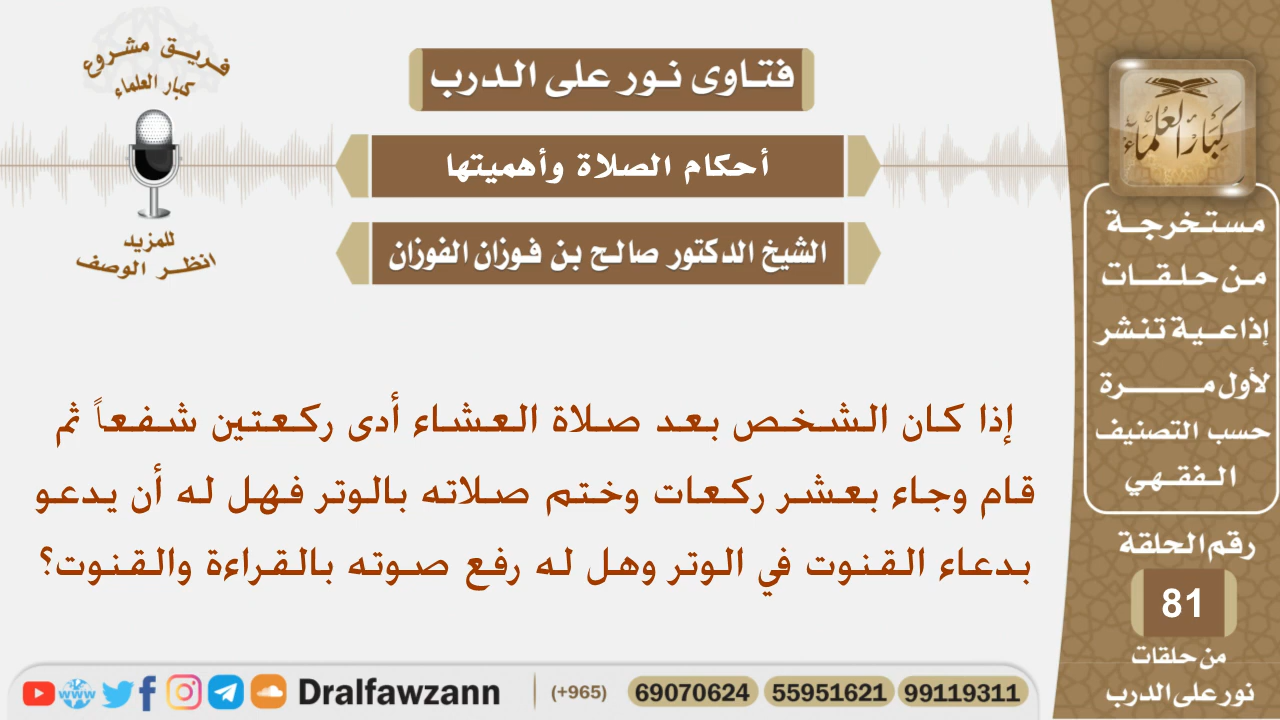 فريق مشروع
كبار العلماء
للمزيد
انظر الوصف
فتاوى نور على الدرب
أحكام الصلاة وأهميتها
الشيخ الدكتور صالح بن فوزان الفوزان
إذا كان الشخص بعد صلاة العشاء أدى ركعتين شفعاً ثم
قام وجاء بعشر ركعات وختم صلاته بالوتر فهل له أن يدعو
بدعاء القنوت في الوتر وهل له رفع صوته بالقراءة والقنوت؟
كبار العلماء
مستخرجة
من حلقات
إذاعية تنشر
لأول مرة
حسب التصنيف
الفقهي
رقم الحلقة
81
من حلقات
نور على الدرب
www Dralfawzann (+965) 69070624 55951621 99119311